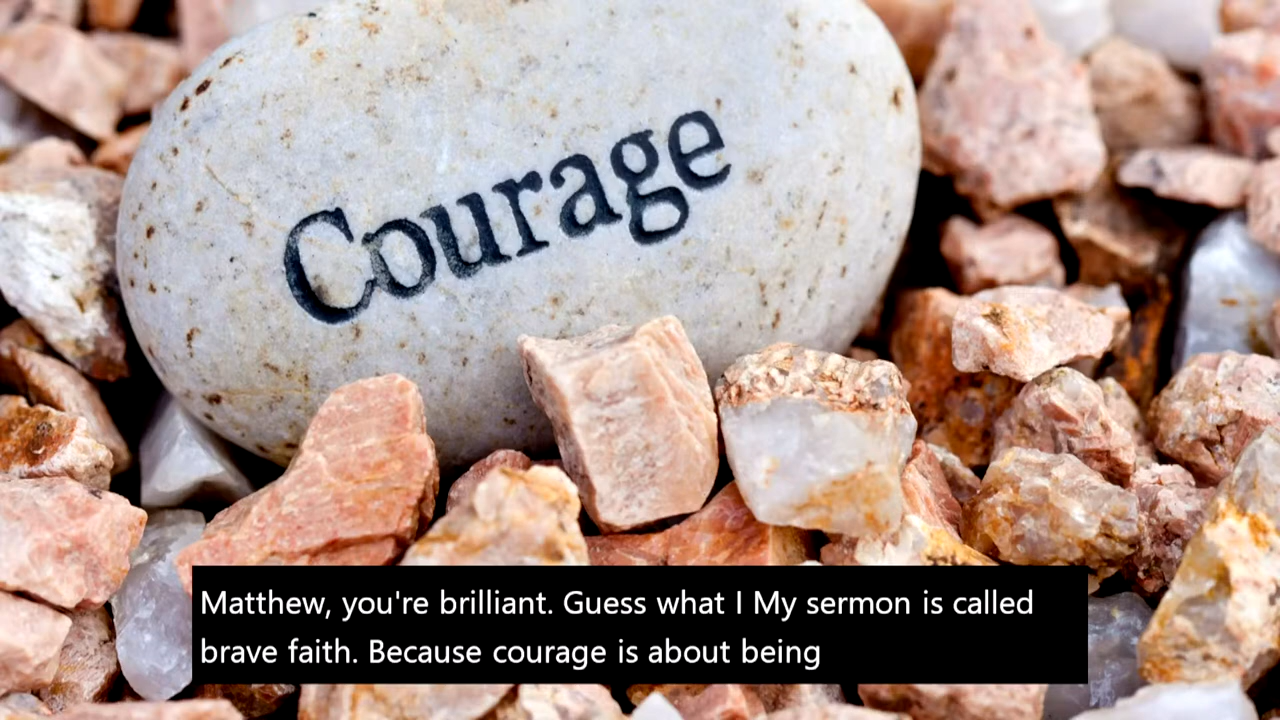 Courage
Matthew, you're brilliant. Guess what I My sermon is called
brave faith. Because courage is about being